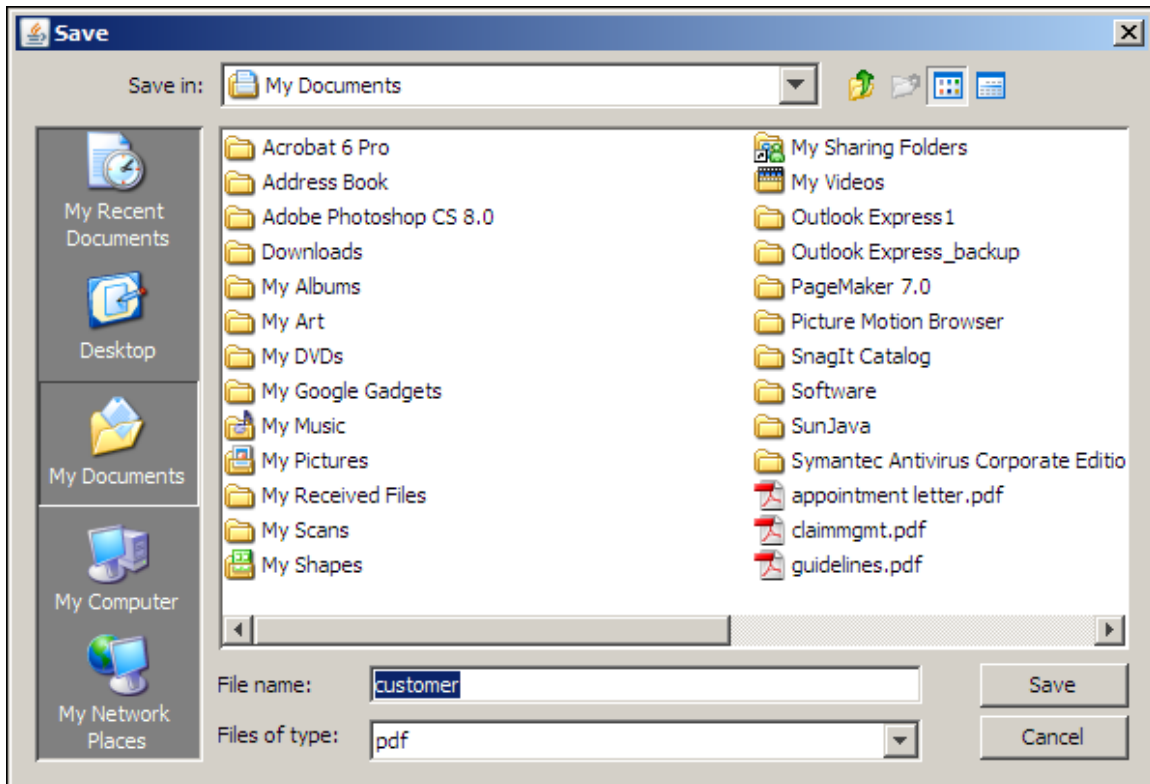 Save
Save in:
My Documents
My Recent
Documents
Desktop
My Documents
My Computer
My Network
Places
Acrobat 6 Pro
Address Book
Adobe Photoshop CS 8.0
Downloads
My Albums
My Art
My DVDs
My Google Gadgets
My Music
My Pictures
My Received Files
My Scans
My Shapes
My Sharing Folders
My Videos
Outlook Express1
Outlook Express_backup
PageMaker 7.0
Picture Motion Browser
SnagIt Catalog
Software
SunJava
Symantec Antivirus Corporate Editio
appointment letter.pdf
claimmgmt.pdf
guidelines.pdf
File name:
customer
Save
Files of type:
pdf
Cancel